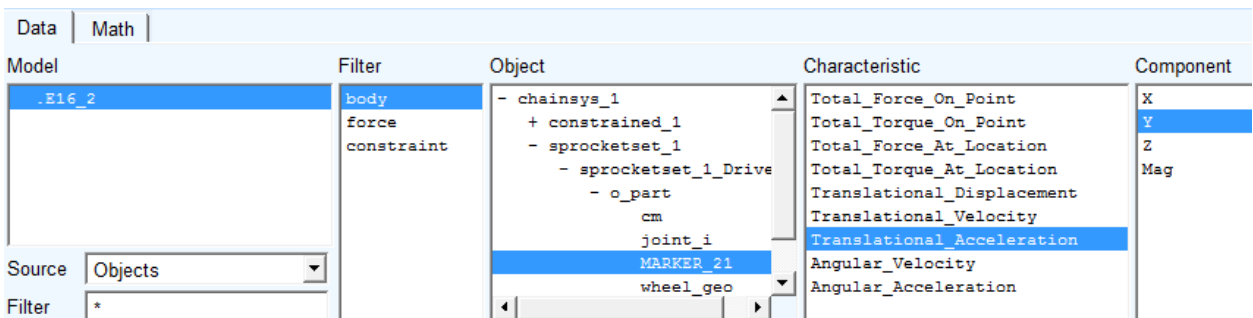 Data Math
Model Filter Object Characteristic Component
.E16_2
body
force
constraint
- chainsys_1
+ constrained_1
- sprocketset_1
- sprocketset_1_Drive
- o_part
cm
joint_i
MARKER_21
wheel_geo
Total_Force_On_Point
Total_Torque_On_Point
Total_Force_At_Location
Total_Torque_At_Location
Translational_Displacement
Translational_Velocity
Translational_Acceleration
Angular_Velocity
Angular_Acceleration
X
Y
Z
Mag
Source Objects
Filter *